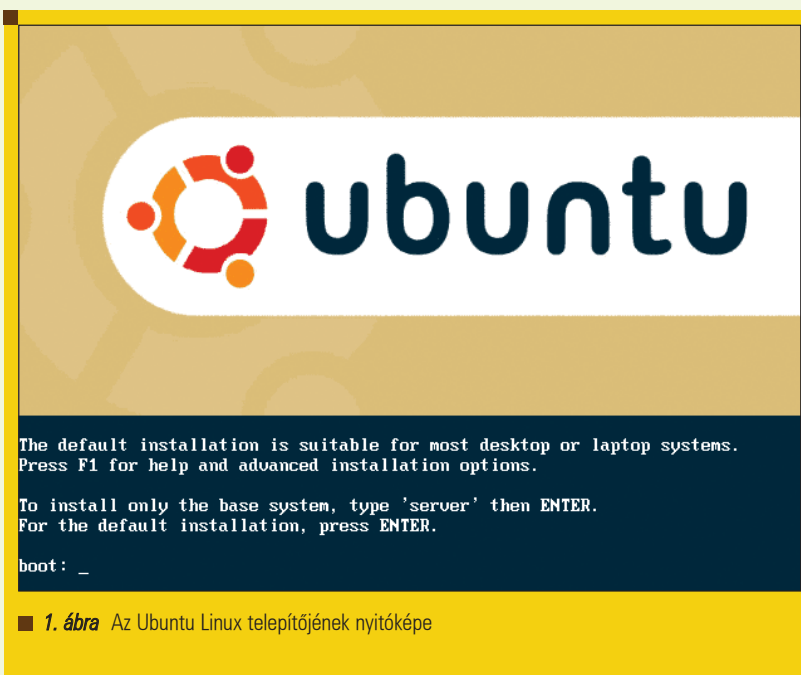 ubuntu
The default installation is suitable for most desktop or laptop systems.
Press F1 for help and advanced installation options.
To install only the base system, type 'server' then ENTER.
For the default installation, press ENTER.
boot: _
1. ábra Az Ubuntu Linux telepítőjének nyitóképe